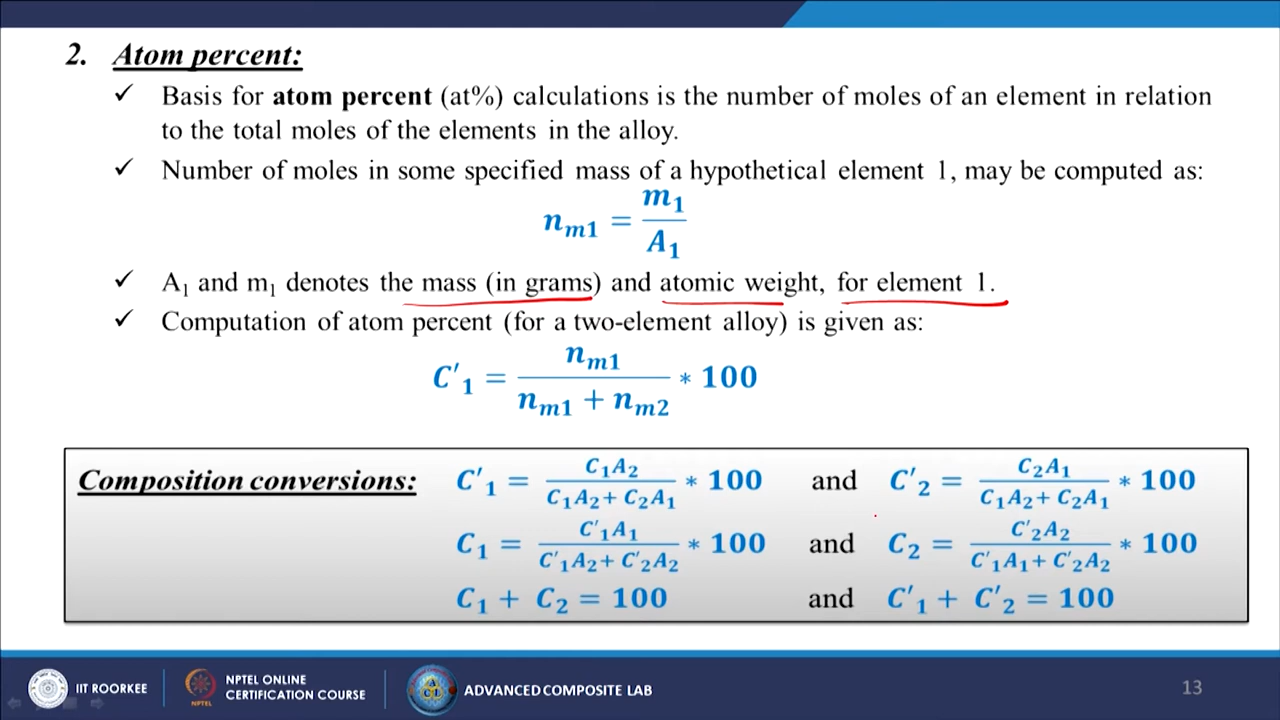 2. Atom percent:
✓ Basis for atom percent (at%) calculations is the number of moles of an element in relation
to the total moles of the elements in the alloy.
✓ Number of moles in some specified mass of a hypothetical element 1, may be computed as:
n_m1 = m_1 / A_1
✓ A_1 and m_1 denotes the mass (in grams) and atomic weight, for element 1.
✓ Computation of atom percent (for a two-element alloy) is given as:
C'_1 = n_m1 / (n_m1 + n_m2) * 100
Composition conversions: C'_1 = C_1A_2 / (C_1A_2 + C_2A_1) * 100 and C'_2 = C_2A_1 / (C_1A_2 + C_2A_1) * 100
C_1 = C'_1A_1 / (C'_1A_2 + C'_2A_2) * 100 and C_2 = C'_2A_2 / (C'_1A_1 + C'_2A_2) * 100
C_1 + C_2 = 100 and C'_1 + C'_2 = 100
IIT ROORKEE
NPTEL ONLINE
CERTIFICATION COURSE
NPTEL
ADVANCED COMPOSITE LAB
13